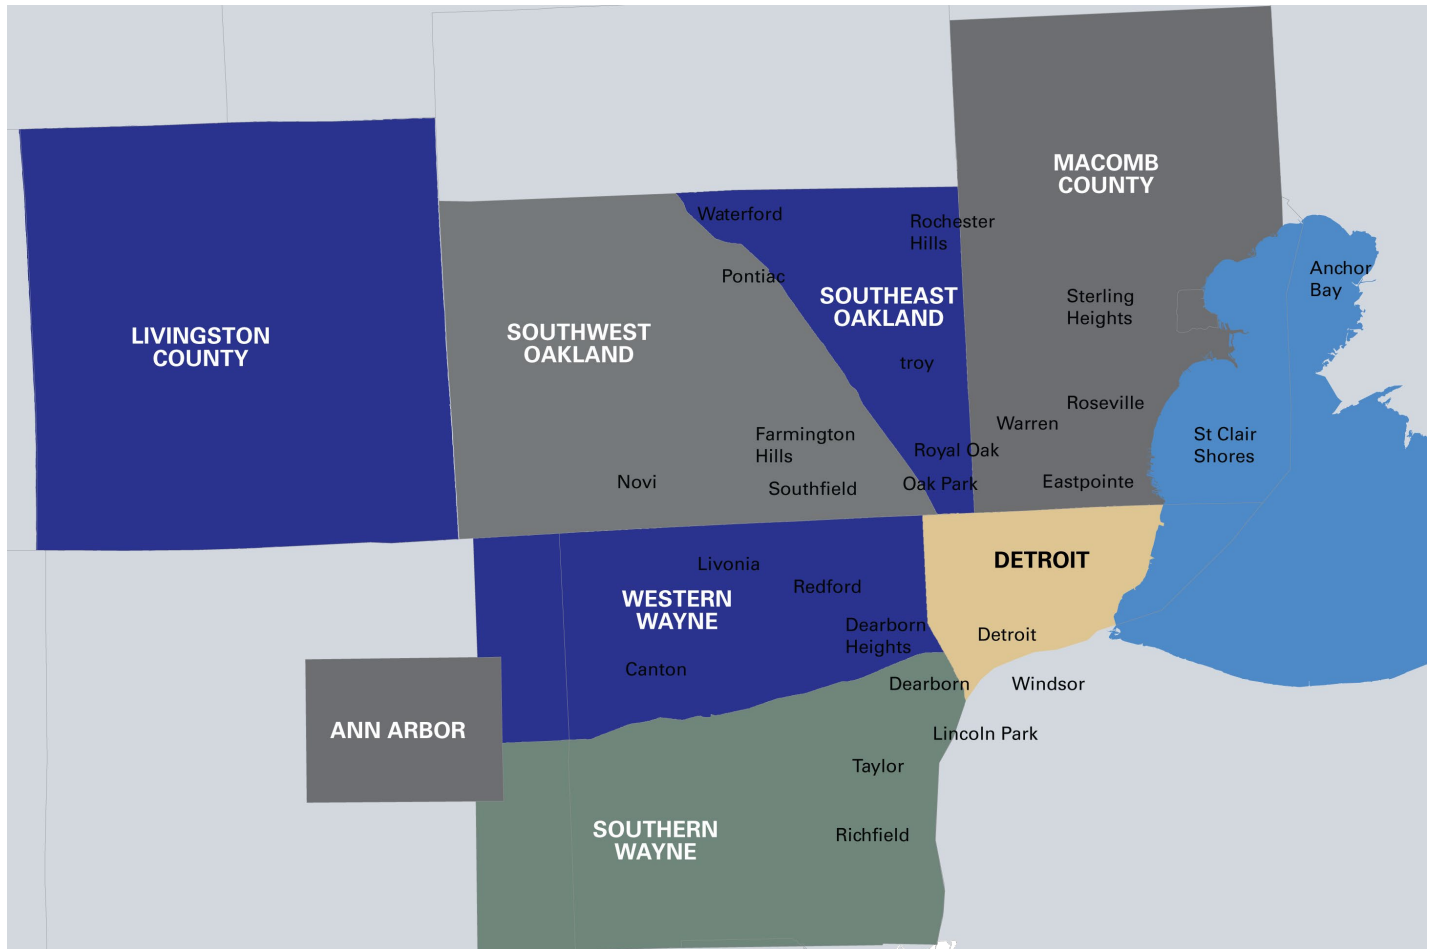 MACOMB
COUNTY
Waterford
Rochester
Hills
Pontiac
Anchor
Bay
SOUTHEAST
OAKLAND
Sterling
Heights
LIVINGSTON
COUNTY
SOUTHWEST
OAKLAND
troy
Roseville
Warren
Farmington
Hills
Royal Oak
St Clair
Shores
Novi
Southfield
Oak Park
Eastpointe
Livonia
Redford
DETROIT
WESTERN
WAYNE
Dearborn
Heights
Detroit
Canton
Dearborn
Windsor
ANN ARBOR
Lincoln Park
Taylor
SOUTHERN
WAYNE
Richfield